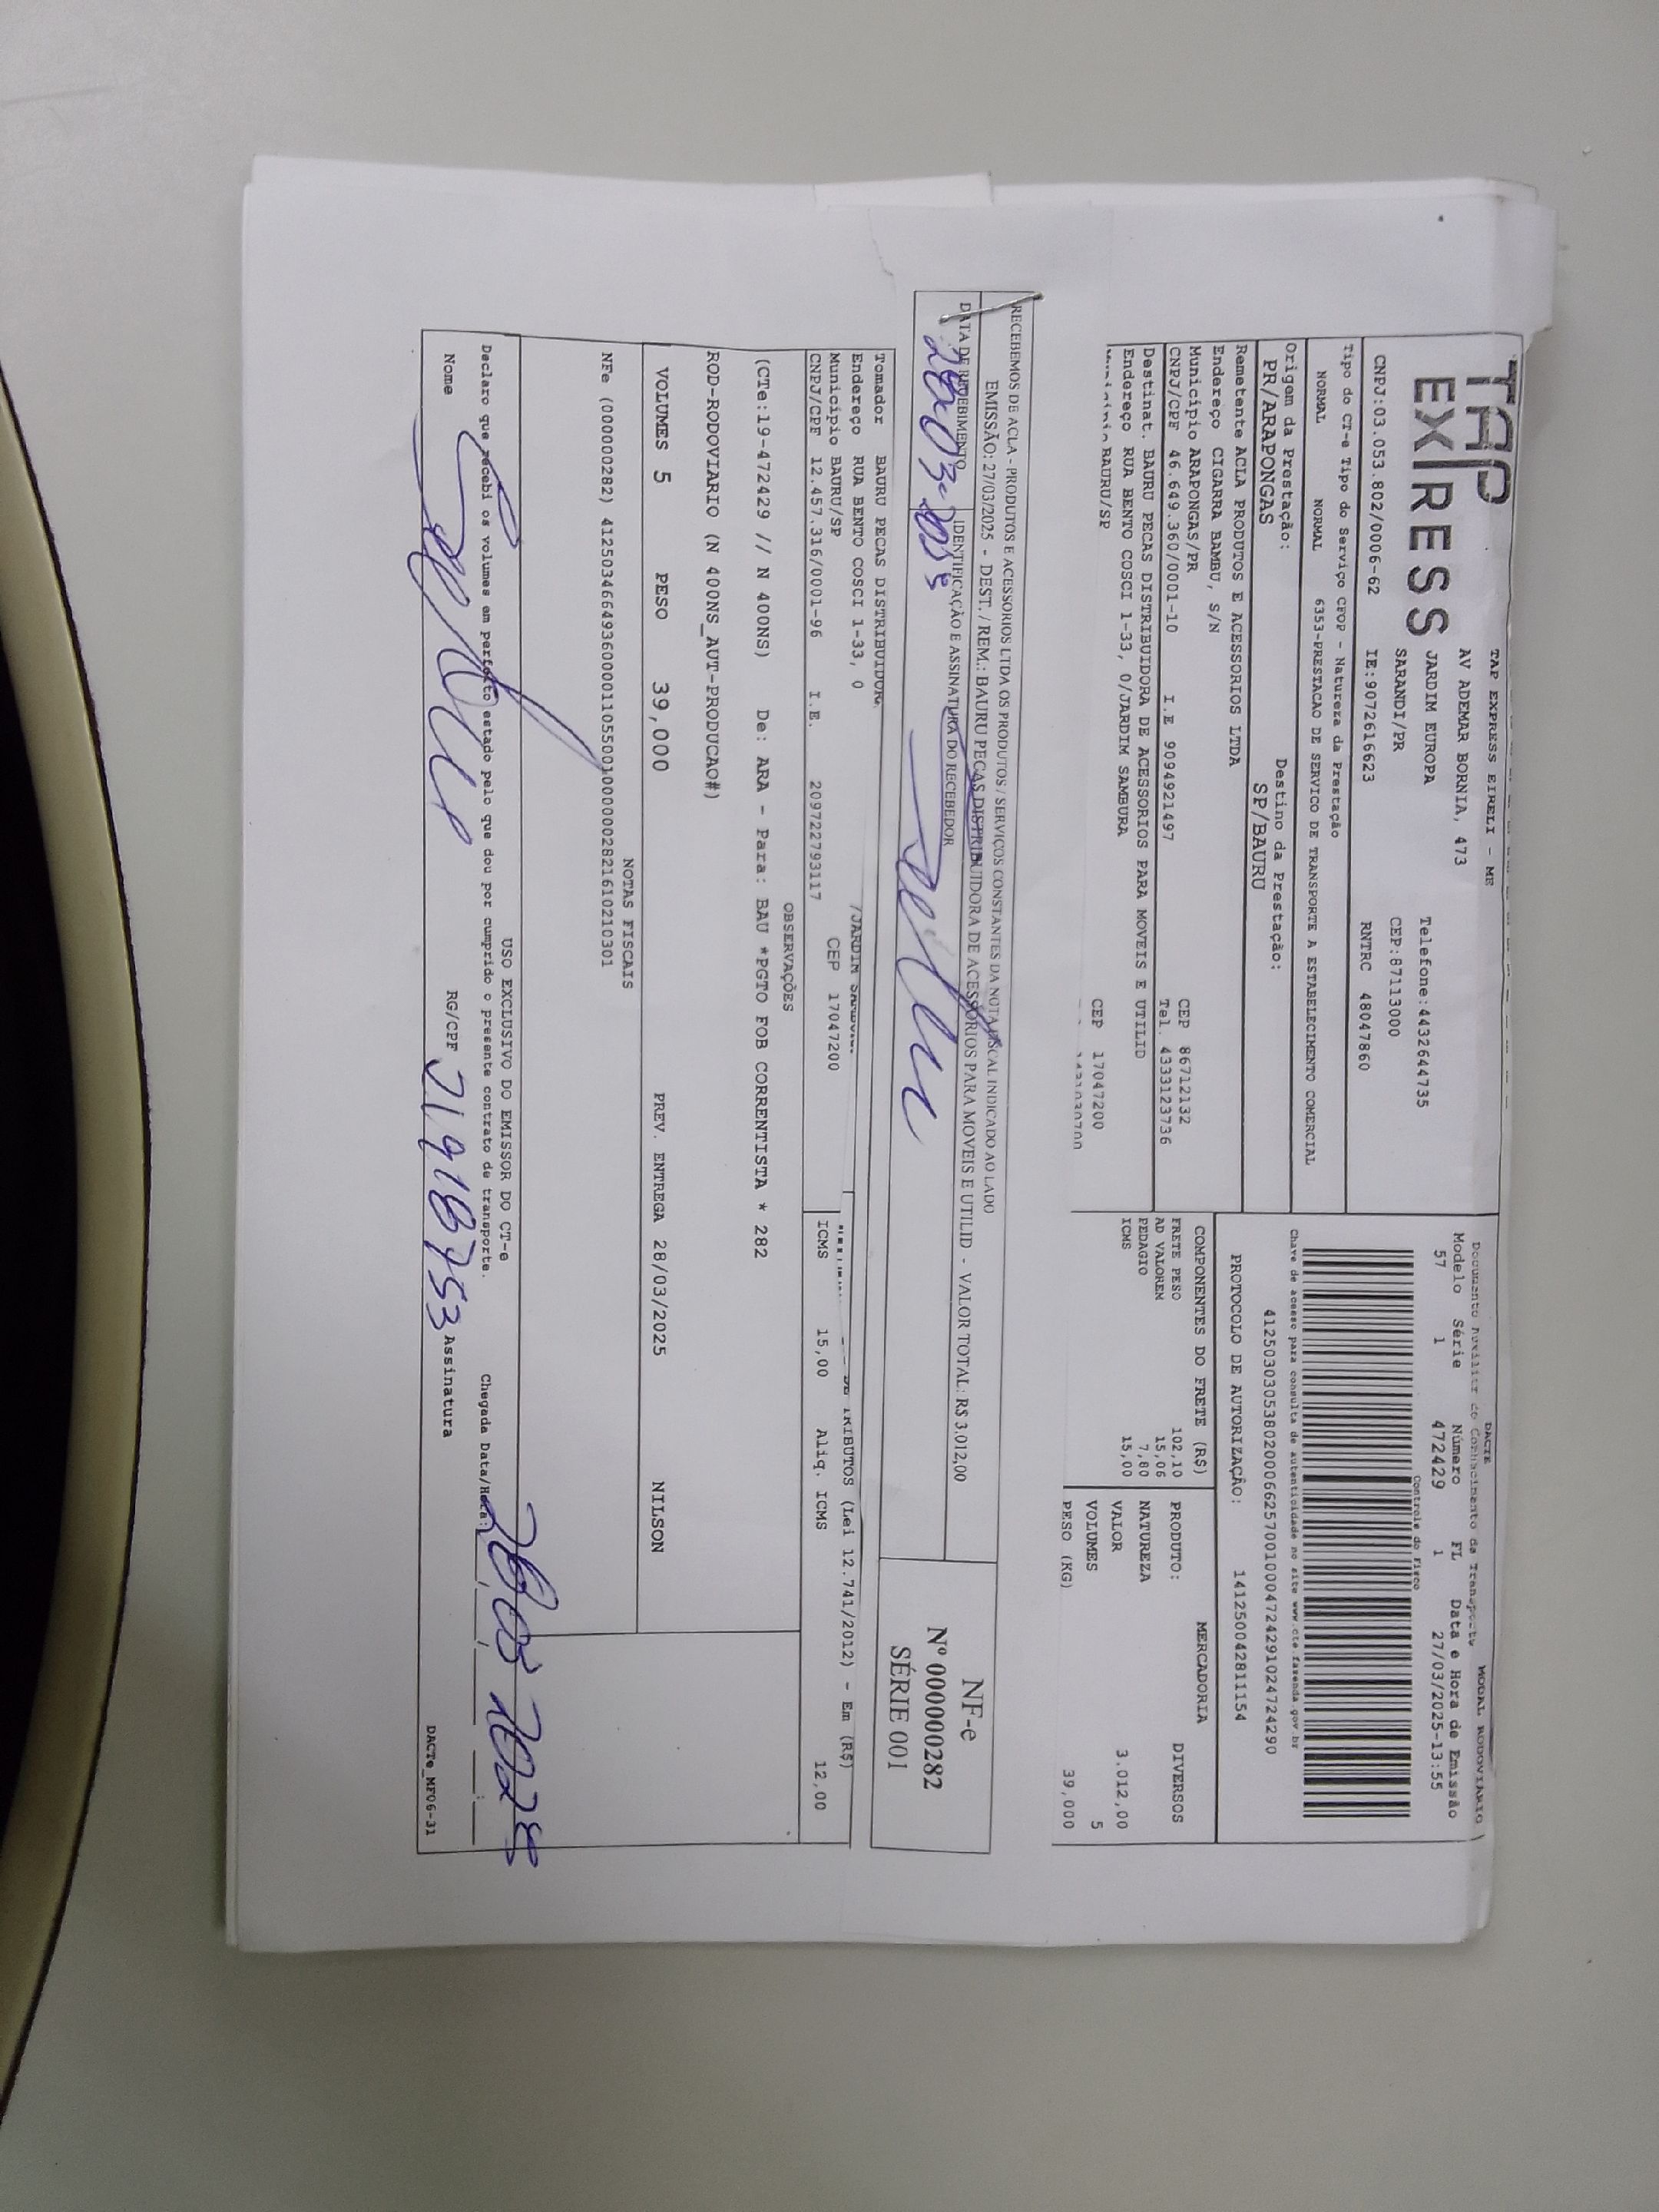 TAP
EXPRESS
TAP EXPRESS EIRELI - ME
AV ADEMAR BORNIA, 473
JARDIM EUROPA
SARANDI/PR
Telefone:4432644735
CEP:87113000
CNPJ:03.053.802/0006-62 IE:9072616623 RNTRC 48047860
DACTE MODAL RODOVIÁRIO
Documento Auxiliar do Conhecimento de Transporte
Modelo Série Número FL Data e Hora de Emissão
57 1 472429 1 27/03/2025-13:55
Controle do Fisco
Chave de acesso para consulta de autenticidade no site www.cte.fazenda.gov.br
41250303053802000662570010004724291024724290
PROTOCOLO DE AUTORIZAÇÃO: 141250042811154
Tipo do CT-e Tipo do Serviço CFOP - Natureza da Prestação
NORMAL NORMAL 6353-PRESTACAO DE SERVICO DE TRANSPORTE A ESTABELECIMENTO COMERCIAL
Origem da Prestação: Destino da Prestação:
PR/ARAPONGAS SP/BAURU
Remetente ACLA PRODUTOS E ACESSORIOS LTDA
Endereço CIGARRA BAMBU, S/N
Município ARAPONGAS/PR CEP 86712132
CNPJ/CPF 46.649.360/0001-10 I.E 9094921497 Tel. 4333123736
Destinat. BAURU PECAS DISTRIBUIDORA DE ACESSORIOS PARA MOVEIS E UTILID
Endereço RUA BENTO COSCI 1-33, 0/JARDIM SAMBURA
BAURU/SP CEP 17047200
COMPONENTES DO FRETE (R$)
FRETE PESO 102,10
AD VALOREM 15,06
PEDAGIO 7,80
ICMS 15,00
MERCADORIA
PRODUTO: DIVERSOS
NATUREZA
VALOR 3.012,00
VOLUMES 5
PESO (KG) 39,000
RECEBEMOS DE ACLA - PRODUTOS E ACESSORIOS LTDA OS PRODUTOS / SERVIÇOS CONSTANTES DA NOTA FISCAL INDICADO AO LADO
EMISSÃO: 27/03/2025 - DEST. / REM.: BAURU PECAS DISTRIBUIDORA DE ACESSORIOS PARA MOVEIS E UTILID - VALOR TOTAL: R$ 3.012,00
DATA DE RECEBIMENTO IDENTIFICAÇÃO E ASSINATURA DO RECEBEDOR
NF-e
Nº 000000282
SÉRIE 001
Tomador BAURU PECAS DISTRIBUIDORA
Endereço RUA BENTO COSCI 1-33, 0 /JARDIM
Município BAURU/SP CEP 17047200
CNPJ/CPF 12.457.316/0001-96 I.E. 209722793117
TRIBUTOS (Lei 12.741/2012) - Em (R$)
ICMS 15,00 Aliq. ICMS 12,00
OBSERVAÇÕES
(CTe:19-472429 // N 400NS) De: ARA - Para: BAU *PGTO FOB CORRENTISTA * 282
ROD-RODOVIARIO (N 400NS_AUT-PRODUCAO#)
VOLUMES 5 PESO 39,000 PREV. ENTREGA 28/03/2025 NILSON
NOTAS FISCAIS
NFe (000000282) 41250346649360000110550010000002821610210301
USO EXCLUSIVO DO EMISSOR DO CT-e
Declaro que recebi os volumes em perfeito estado pelo que dou por cumprido o presente contrato de transporte. Chegada Data/Hora:
28 03 2025
Nome RG/CPF Assinatura
DACTe_MF06-31